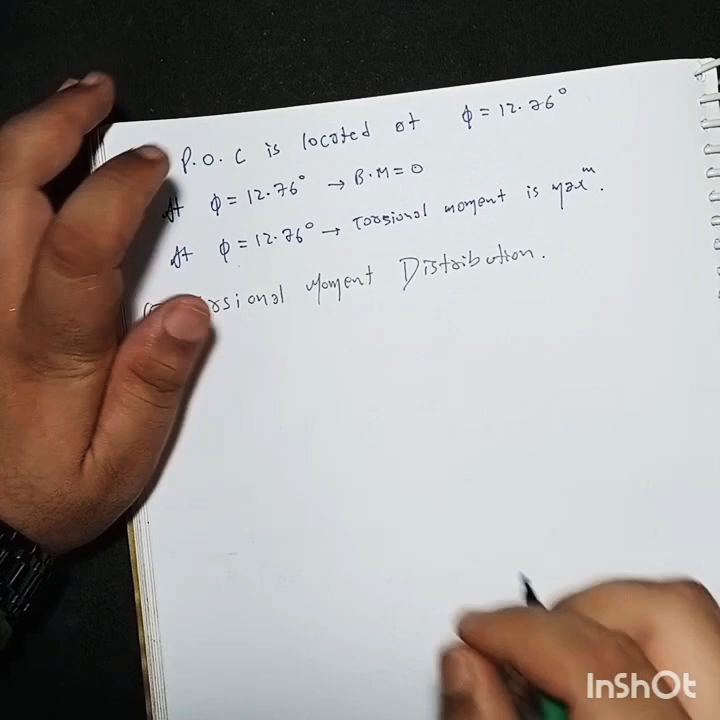 P.O.C is located at ϕ = 12.76°
At ϕ = 12.76° → B.M = 0
At ϕ = 12.76° → Torsional moment is maxᵐ.
Moment Distribution.
InShOt